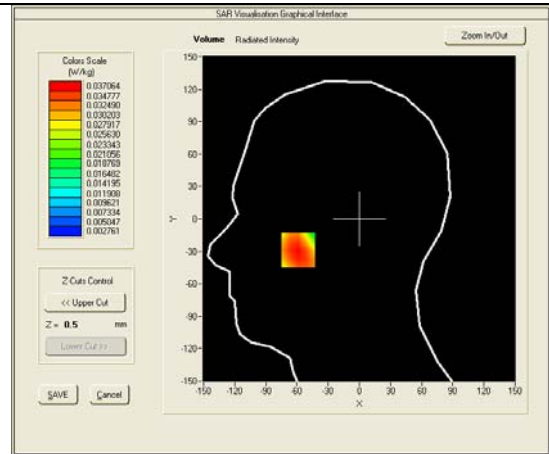 SAR Visualisation Graphical Interface
Volume Radiated Intensity
Zoom In/Out
Colors Scale
(W/kg)
0.037064
0.034777
0.032490
0.030203
0.027917
0.025630
0.023343
0.021056
0.018769
0.016482
0.014195
0.011908
0.009621
0.007334
0.005047
0.002761
Z Cuts Control
<< Upper Cut
Z = 0.5 mm
Lower Cut >>
SAVE Cancel
150
120
90
60
30
0
-30
-60
-90
-120
-150
Y
-150 -120 -90 -60 -30 0 30 60 90 120 150
X